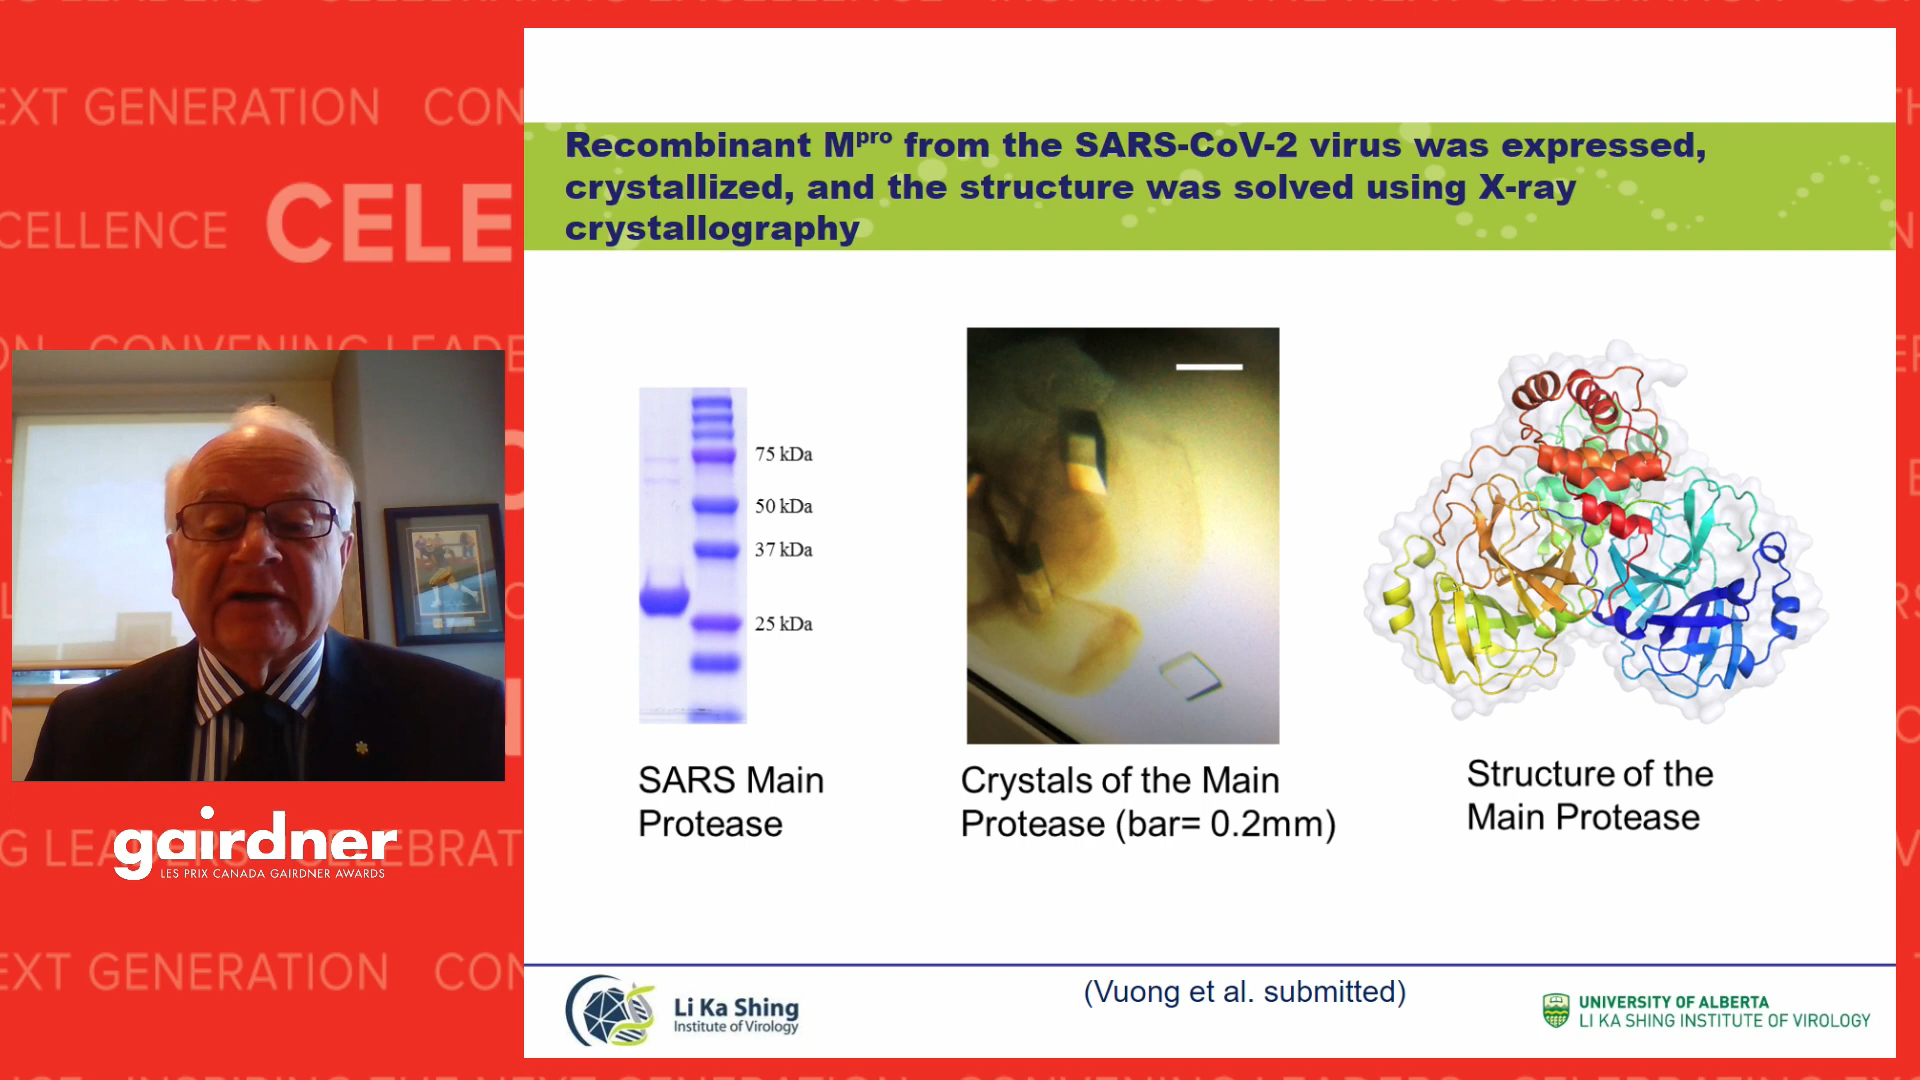 EXT GENERATION CON
CELLENCE CELE
CONVENING LEADE
gairdner
LES PRIX CANADA GAIRDNER AWARDS
G LEADERS CELEBRAT
EXT GENERATION CON
Recombinant Mpro from the SARS-CoV-2 virus was expressed,
crystallized, and the structure was solved using X-ray
crystallography
75 kDa
50 kDa
37 kDa
25 kDa
SARS Main
Protease
Crystals of the Main
Protease (bar= 0.2mm)
Structure of the
Main Protease
Li Ka Shing
Institute of Virology
(Vuong et al. submitted)
UNIVERSITY OF ALBERTA
LI KA SHING INSTITUTE OF VIROLOGY